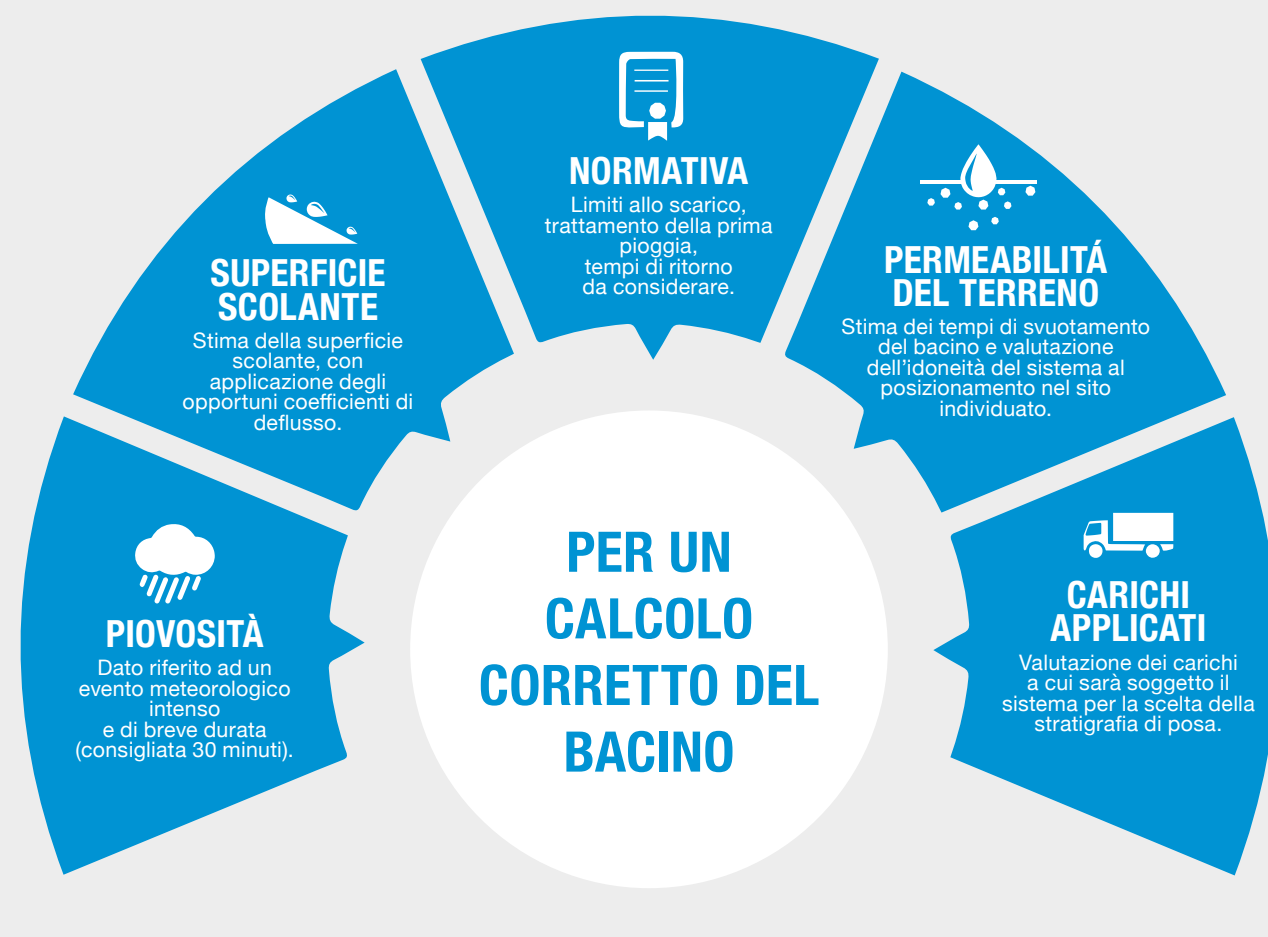 PIOVOSITÀ
Dato riferito ad un
evento meteorologico
intenso
e di breve durata
(consigliata 30 minuti).
SUPERFICIE
SCOLANTE
Stima della superficie
scolante, con
applicazione degli
opportuni coefficienti di
deflusso.
NORMATIVA
Limiti allo scarico,
trattamento della prima
pioggia,
tempi di ritorno
da considerare.
PERMEABILITÁ
DEL TERRENO
Stima dei tempi di svuotamento
del bacino e valutazione
dell'idoneità del sistema al
posizionamento nel sito
individuato.
CARICHI
APPLICATI
Valutazione dei carichi
a cui sarà soggetto il
sistema per la scelta della
stratigrafia di posa.
PER UN
CALCOLO
CORRETTO DEL
BACINO